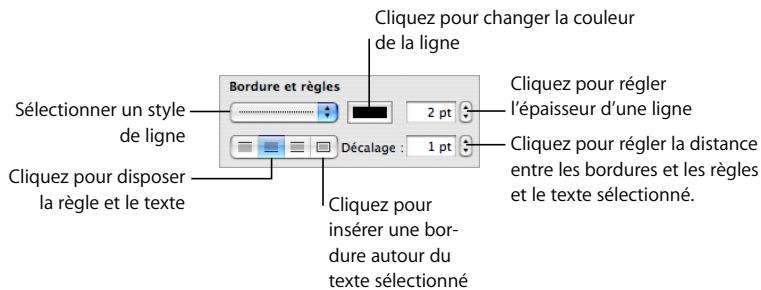 Cliquez pour changer la couleur
de la ligne
Bordure et règles
Sélectionner un style
de ligne
2 pt
Cliquez pour régler
l'épaisseur d'une ligne
Décalage :
1 pt
Cliquez pour régler la distance
entre les bordures et les règles
et le texte sélectionné.
Cliquez pour disposer
la règle et le texte
Cliquez pour
insérer une bor-
dure autour du
texte sélectionné